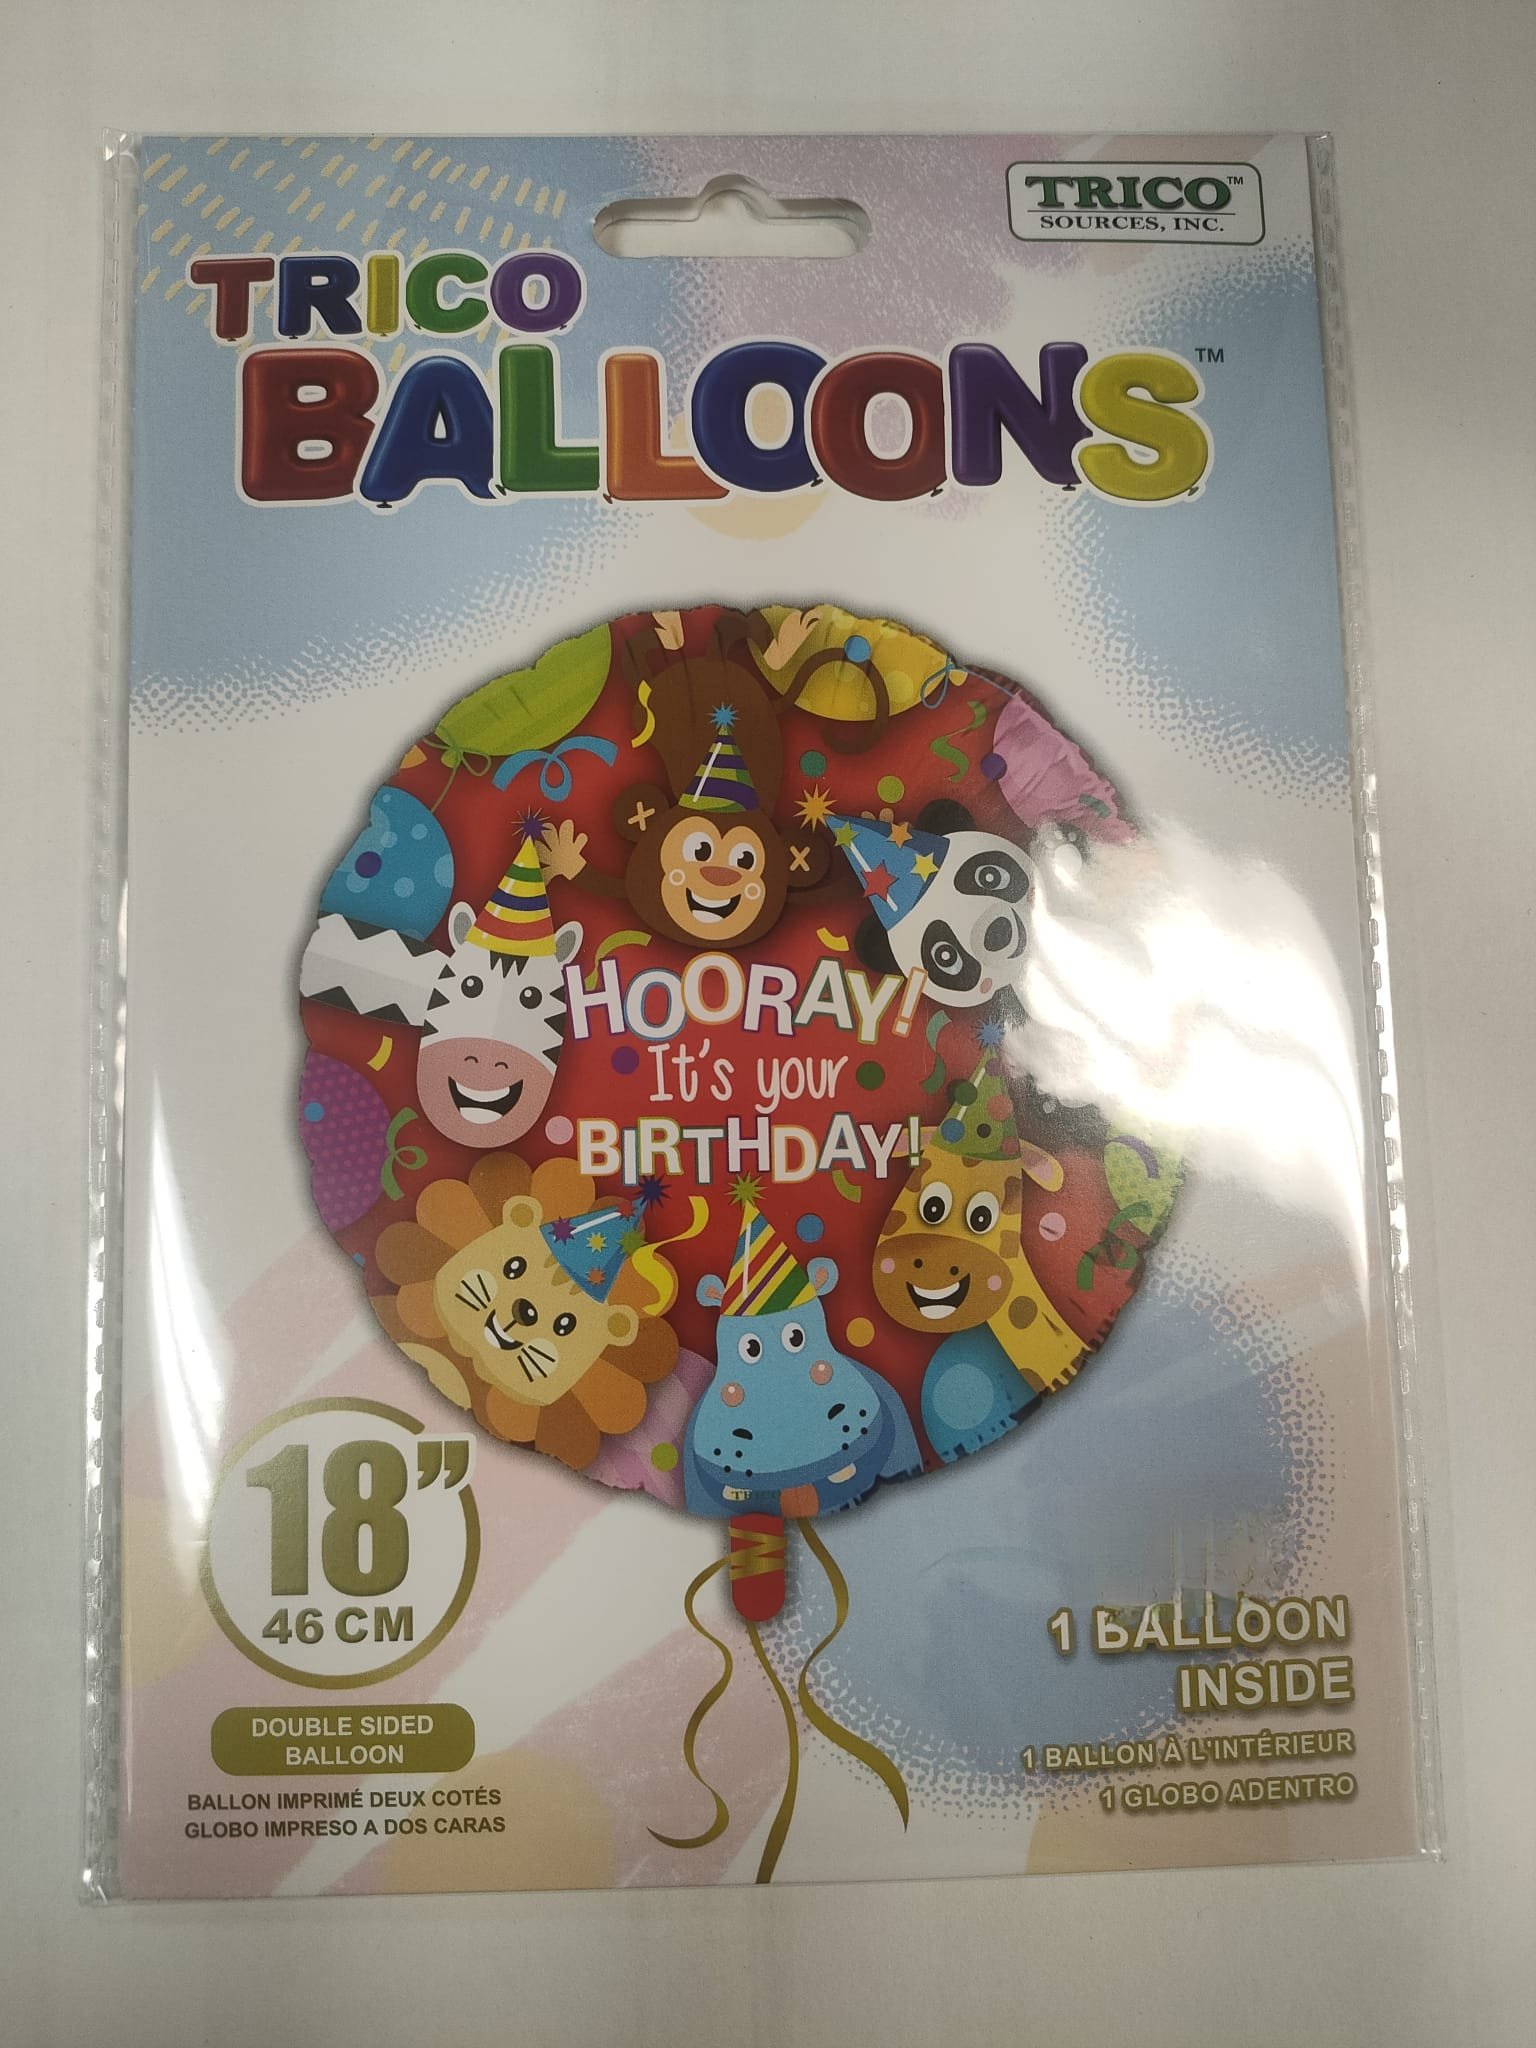 TRICO™
SOURCES, INC.
TRICO
BALLOONS™
HOORAY!
It's your
BIRTHDAY!
TRICO
18”
46 CM
DOUBLE SIDED
BALLOON
BALLON IMPRIMÉ DEUX COTÉS
GLOBO IMPRESO A DOS CARAS
1 BALLOON
INSIDE
1 BALLON À L'INTÉRIEUR
1 GLOBO ADENTRO